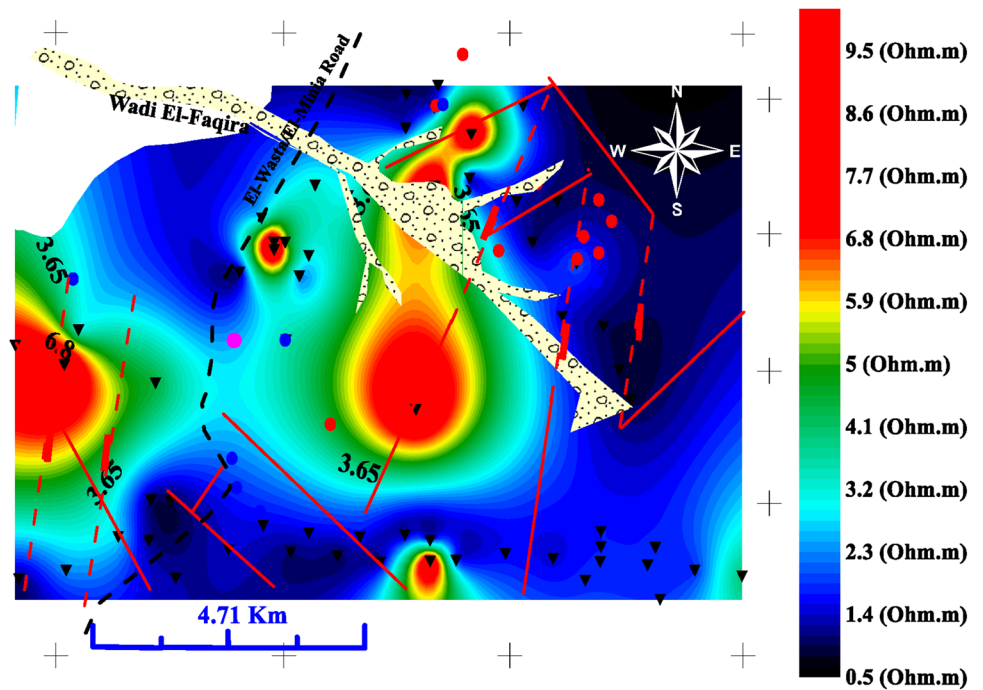 Wadi El-Faqira
El-Wasta/El-Minia Road
N
W
E
S
3.65
3.65
3.65
6.8
3.65
3.65
4.71 Km
9.5 (Ohm.m)
8.6 (Ohm.m)
7.7 (Ohm.m)
6.8 (Ohm.m)
5.9 (Ohm.m)
5 (Ohm.m)
4.1 (Ohm.m)
3.2 (Ohm.m)
2.3 (Ohm.m)
1.4 (Ohm.m)
0.5 (Ohm.m)